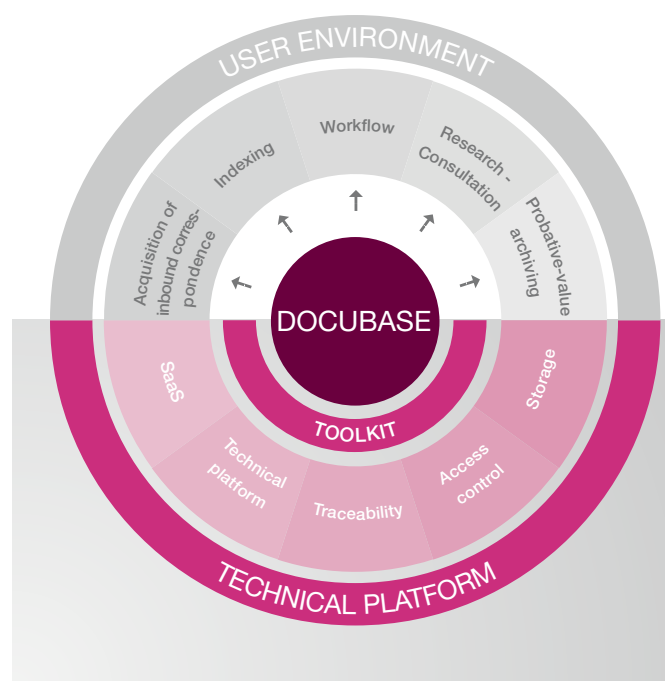 USER ENVIRONMENT
Acquisition of
inbound corres-
pondence
Indexing
Workflow
Research -
Consultation
Probative-value
archiving
DOCUBASE
TOOLKIT
SaaS
Technical
platform
Traceability
Access
control
Storage
TECHNICAL PLATFORM